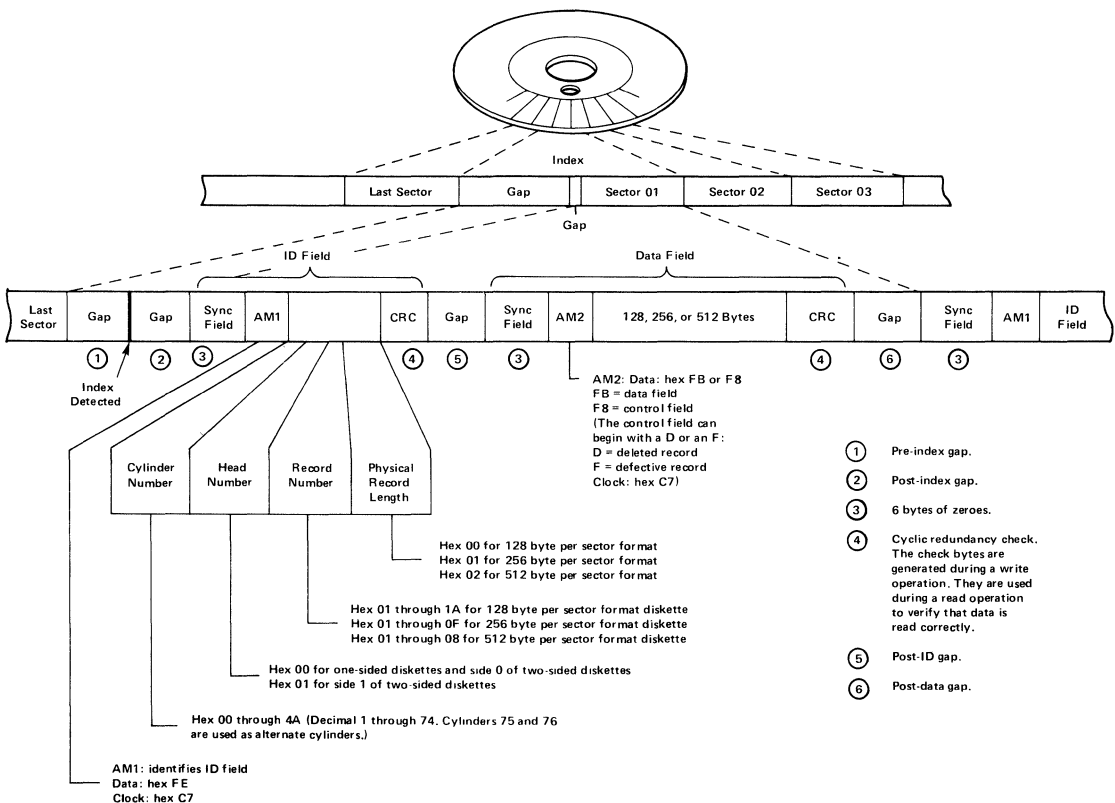 Index
Last Sector
Gap
Sector 01
Sector 02
Sector 03
Gap
ID Field
Data Field
Last
Sector
Gap
Gap
Sync
Field
AM1
CRC
Gap
Sync
Field
AM2
128, 256, or 512 Bytes
CRC
Gap
Sync
Field
AM1
ID
Field
1
2
3
4
5
3
4
6
3
Index
Detected
AM2: Data: hex FB or F8
FB = data field
F8 = control field
(The control field can
begin with a D or an F:
D = deleted record
F = defective record
Clock: hex C7)
Cylinder
Number
Head
Number
Record
Number
Physical
Record
Length
Hex 00 for 128 byte per sector format
Hex 01 for 256 byte per sector format
Hex 02 for 512 byte per sector format
Hex 01 through 1A for 128 byte per sector format diskette
Hex 01 through 0F for 256 byte per sector format diskette
Hex 01 through 08 for 512 byte per sector format diskette
Hex 00 for one-sided diskettes and side 0 of two-sided diskettes
Hex 01 for side 1 of two-sided diskettes
Hex 00 through 4A (Decimal 1 through 74. Cylinders 75 and 76
are used as alternate cylinders.)
AM1: identifies ID field
Data: hex FE
Clock: hex C7
1 Pre-index gap.
2 Post-index gap.
3 6 bytes of zeroes.
4 Cyclic redundancy check.
The check bytes are
generated during a write
operation. They are used
during a read operation
to verify that data is
read correctly.
5 Post-ID gap.
6 Post-data gap.